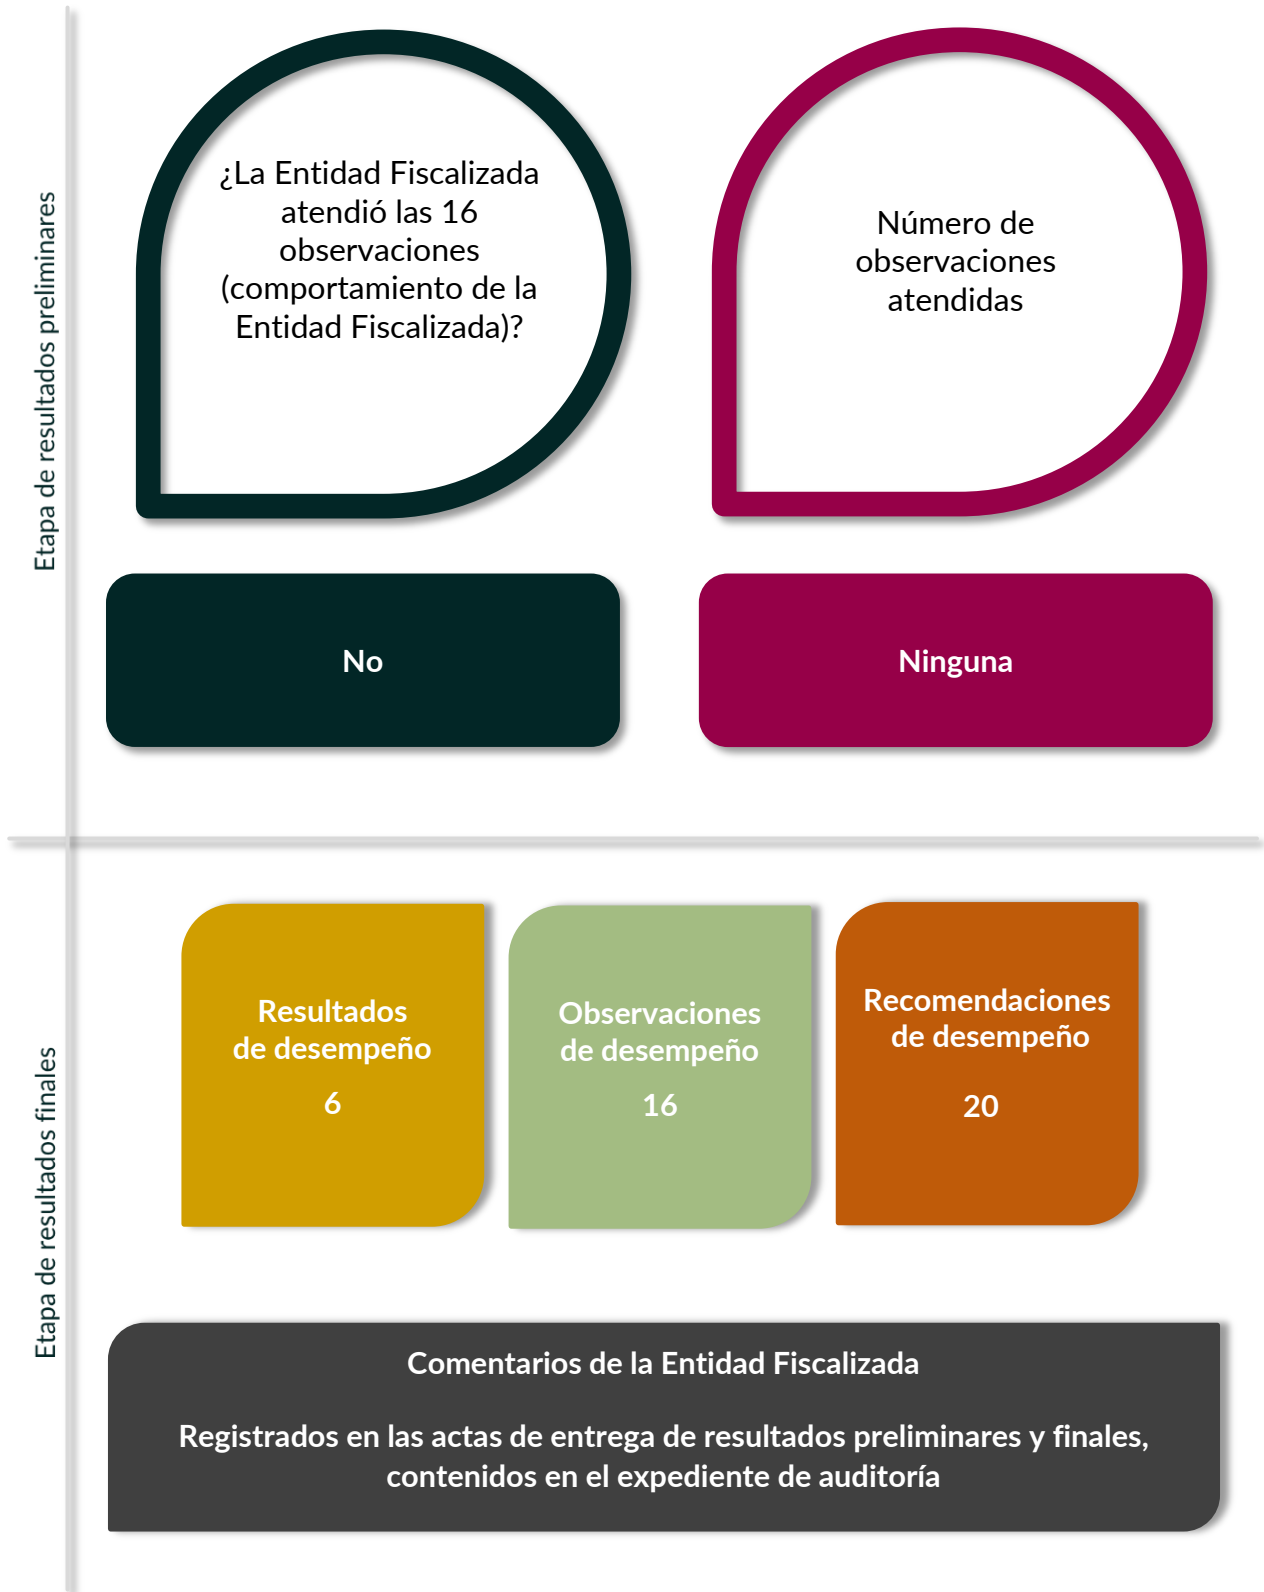 Etapa de resultados preliminares
¿La Entidad Fiscalizada
atendió las 16
observaciones
(comportamiento de la
Entidad Fiscalizada)?
Número de
observaciones
atendidas
No
Ninguna
Etapa de resultados finales
Resultados
de desempeño
6
Observaciones
de desempeño
16
Recomendaciones
de desempeño
20
Comentarios de la Entidad Fiscalizada
Registrados en las actas de entrega de resultados preliminares y finales,
contenidos en el expediente de auditoría